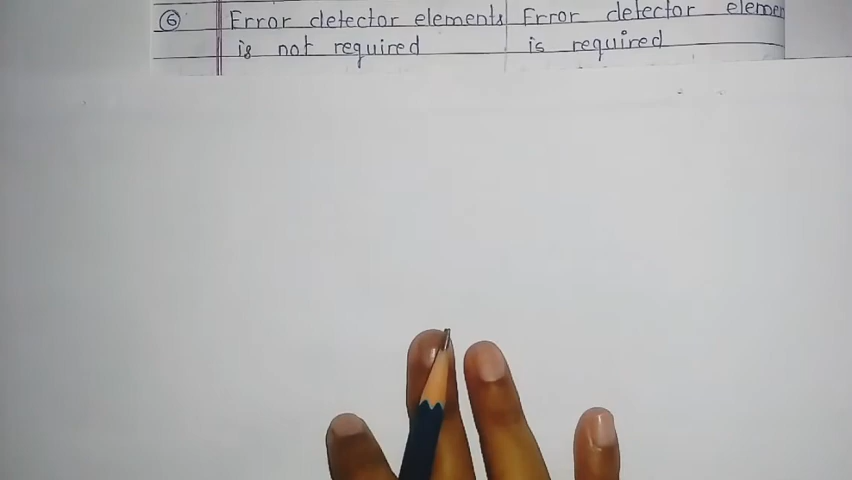 ⑥ Error detector elements Error detector elemen
is not required is required